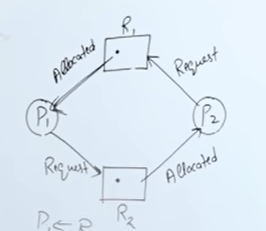 R₁
Allocated
Request
P₁
P₂
Request
Allocated
R₂
P₁ ←